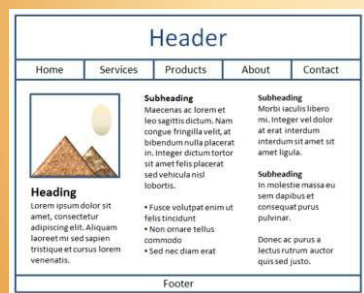 Header
Home Services Products About Contact
Heading
Lorem ipsum dolor sit
amet, consectetur
adipiscing elit. Aliquam
laoreet mi sed sapien
tristique et cursus lorem
venenatis.
Subheading
Maecenas ac lorem et
leo sagittis dictum. Nam
congue fringilla velit, at
bibendum nulla placerat
in. Integer dictum tortor
sit amet felis placerat
sed vehicula nisl
lobortis.
• Fusce volutpat enim ut
felis tincidunt
• Non ornare tellus
commodo
• Sed nec diam erat
Subheading
Morbi iaculis libero
mi. Integer vel dolor
at erat interdum
interdum sit amet sit
amet ligula.
Subheading
In molestie massa eu
sem dapibus et
consequat purus
pulvinar.
Donec ac purus a
lectus rutrum auctor
quis sed justo.
Footer